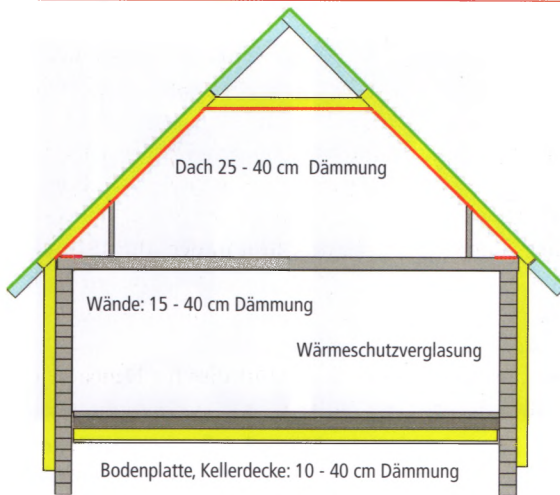 Dach 25 - 40 cm Dämmung
Wände: 15 - 40 cm Dämmung
Wärmeschutzverglasung
Bodenplatte, Kellerdecke: 10 - 40 cm Dämmung